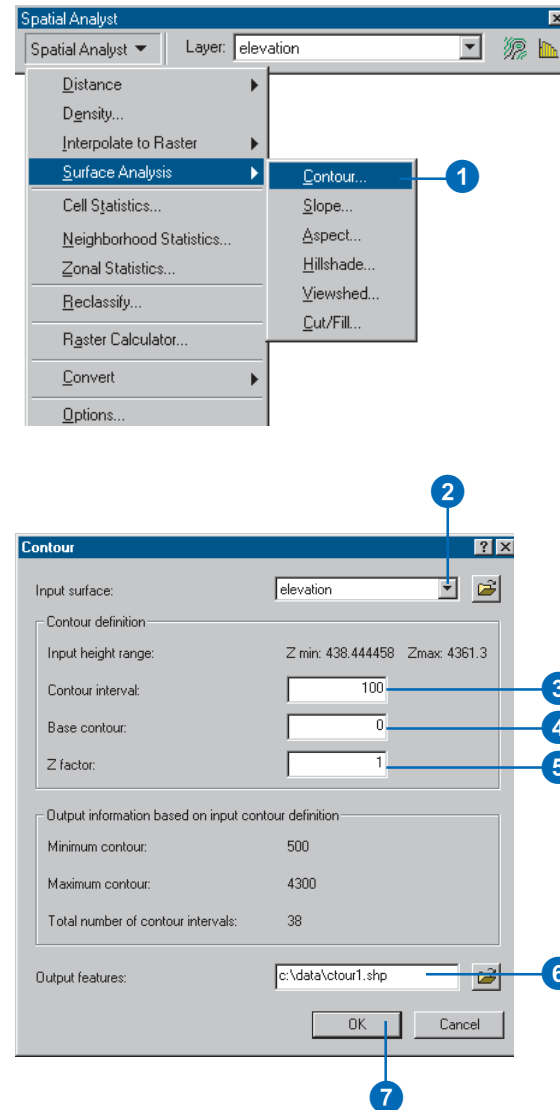 Spatial Analyst
Spatial Analyst Layer: elevation
Distance
Density...
Interpolate to Raster
Surface Analysis
Contour... 1
Slope...
Aspect...
Hillshade...
Viewshed...
Cut/Fill...
Cell Statistics...
Neighborhood Statistics...
Zonal Statistics...
Reclassify...
Raster Calculator...
Convert
Options...
2
Contour ?
Input surface: elevation
Contour definition
Input height range: Z min: 438.444458 Zmax: 4361.3
Contour interval: 100 3
Base contour: 0 4
Z factor: 1 5
Output information based on input contour definition
Minimum contour: 500
Maximum contour: 4300
Total number of contour intervals: 38
Output features: c:\data\ctour1.shp 6
OK Cancel
7